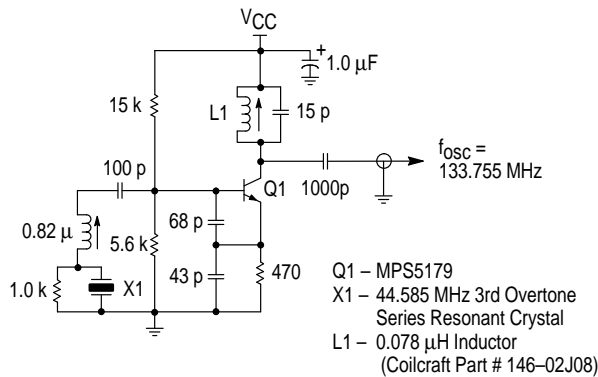 VCC
1.0 µF
15 k
L1
15 p
fosc =
133.755 MHz
100 p
Q1
1000p
68 p
0.82 µ
5.6 k
43 p
470
1.0 k
X1
Q1 – MPS5179
X1 – 44.585 MHz 3rd Overtone
Series Resonant Crystal
L1 – 0.078 µH Inductor
(Coilcraft Part # 146–02J08)